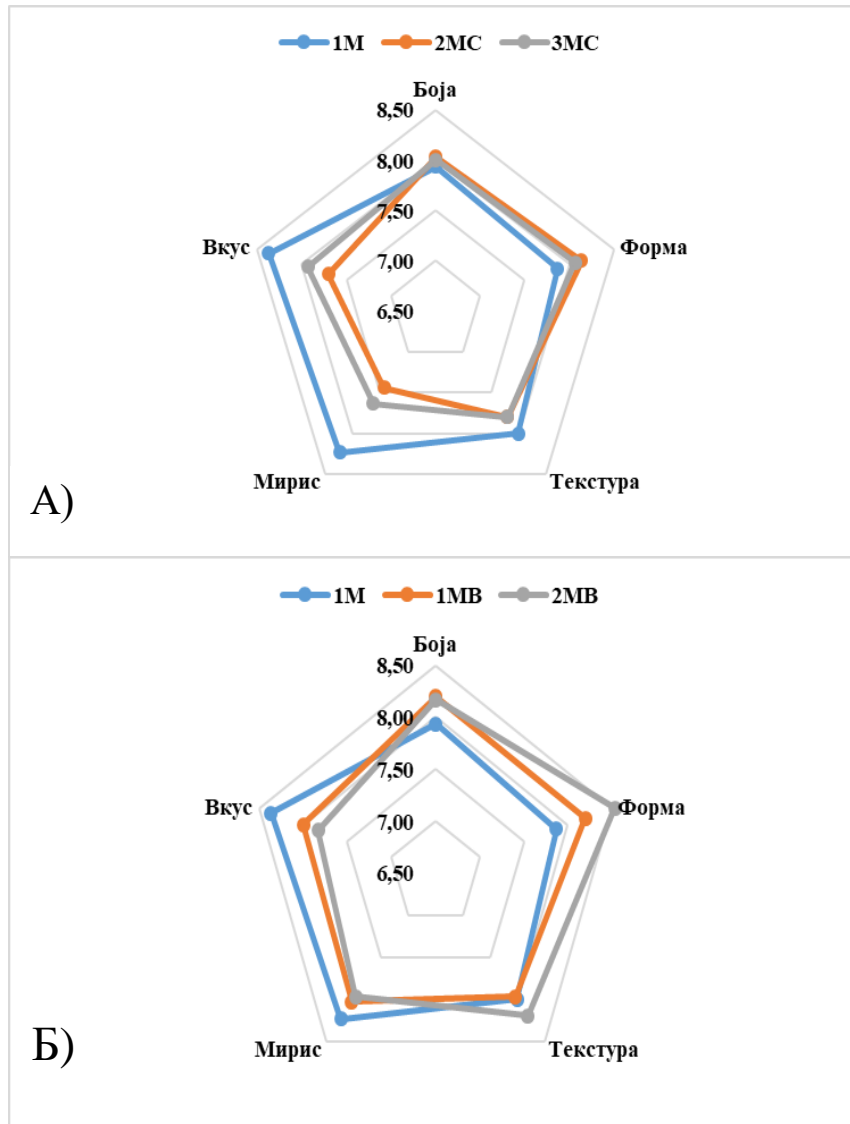 1М 2МС 3МС
Боја
8,50
8,00
7,50
Вкус
Форма
7,00
6,50
Мирис
Текстура
А)
1М 1МВ 2МВ
Боја
8,50
8,00
7,50
Вкус
Форма
7,00
6,50
Мирис
Текстура
Б)